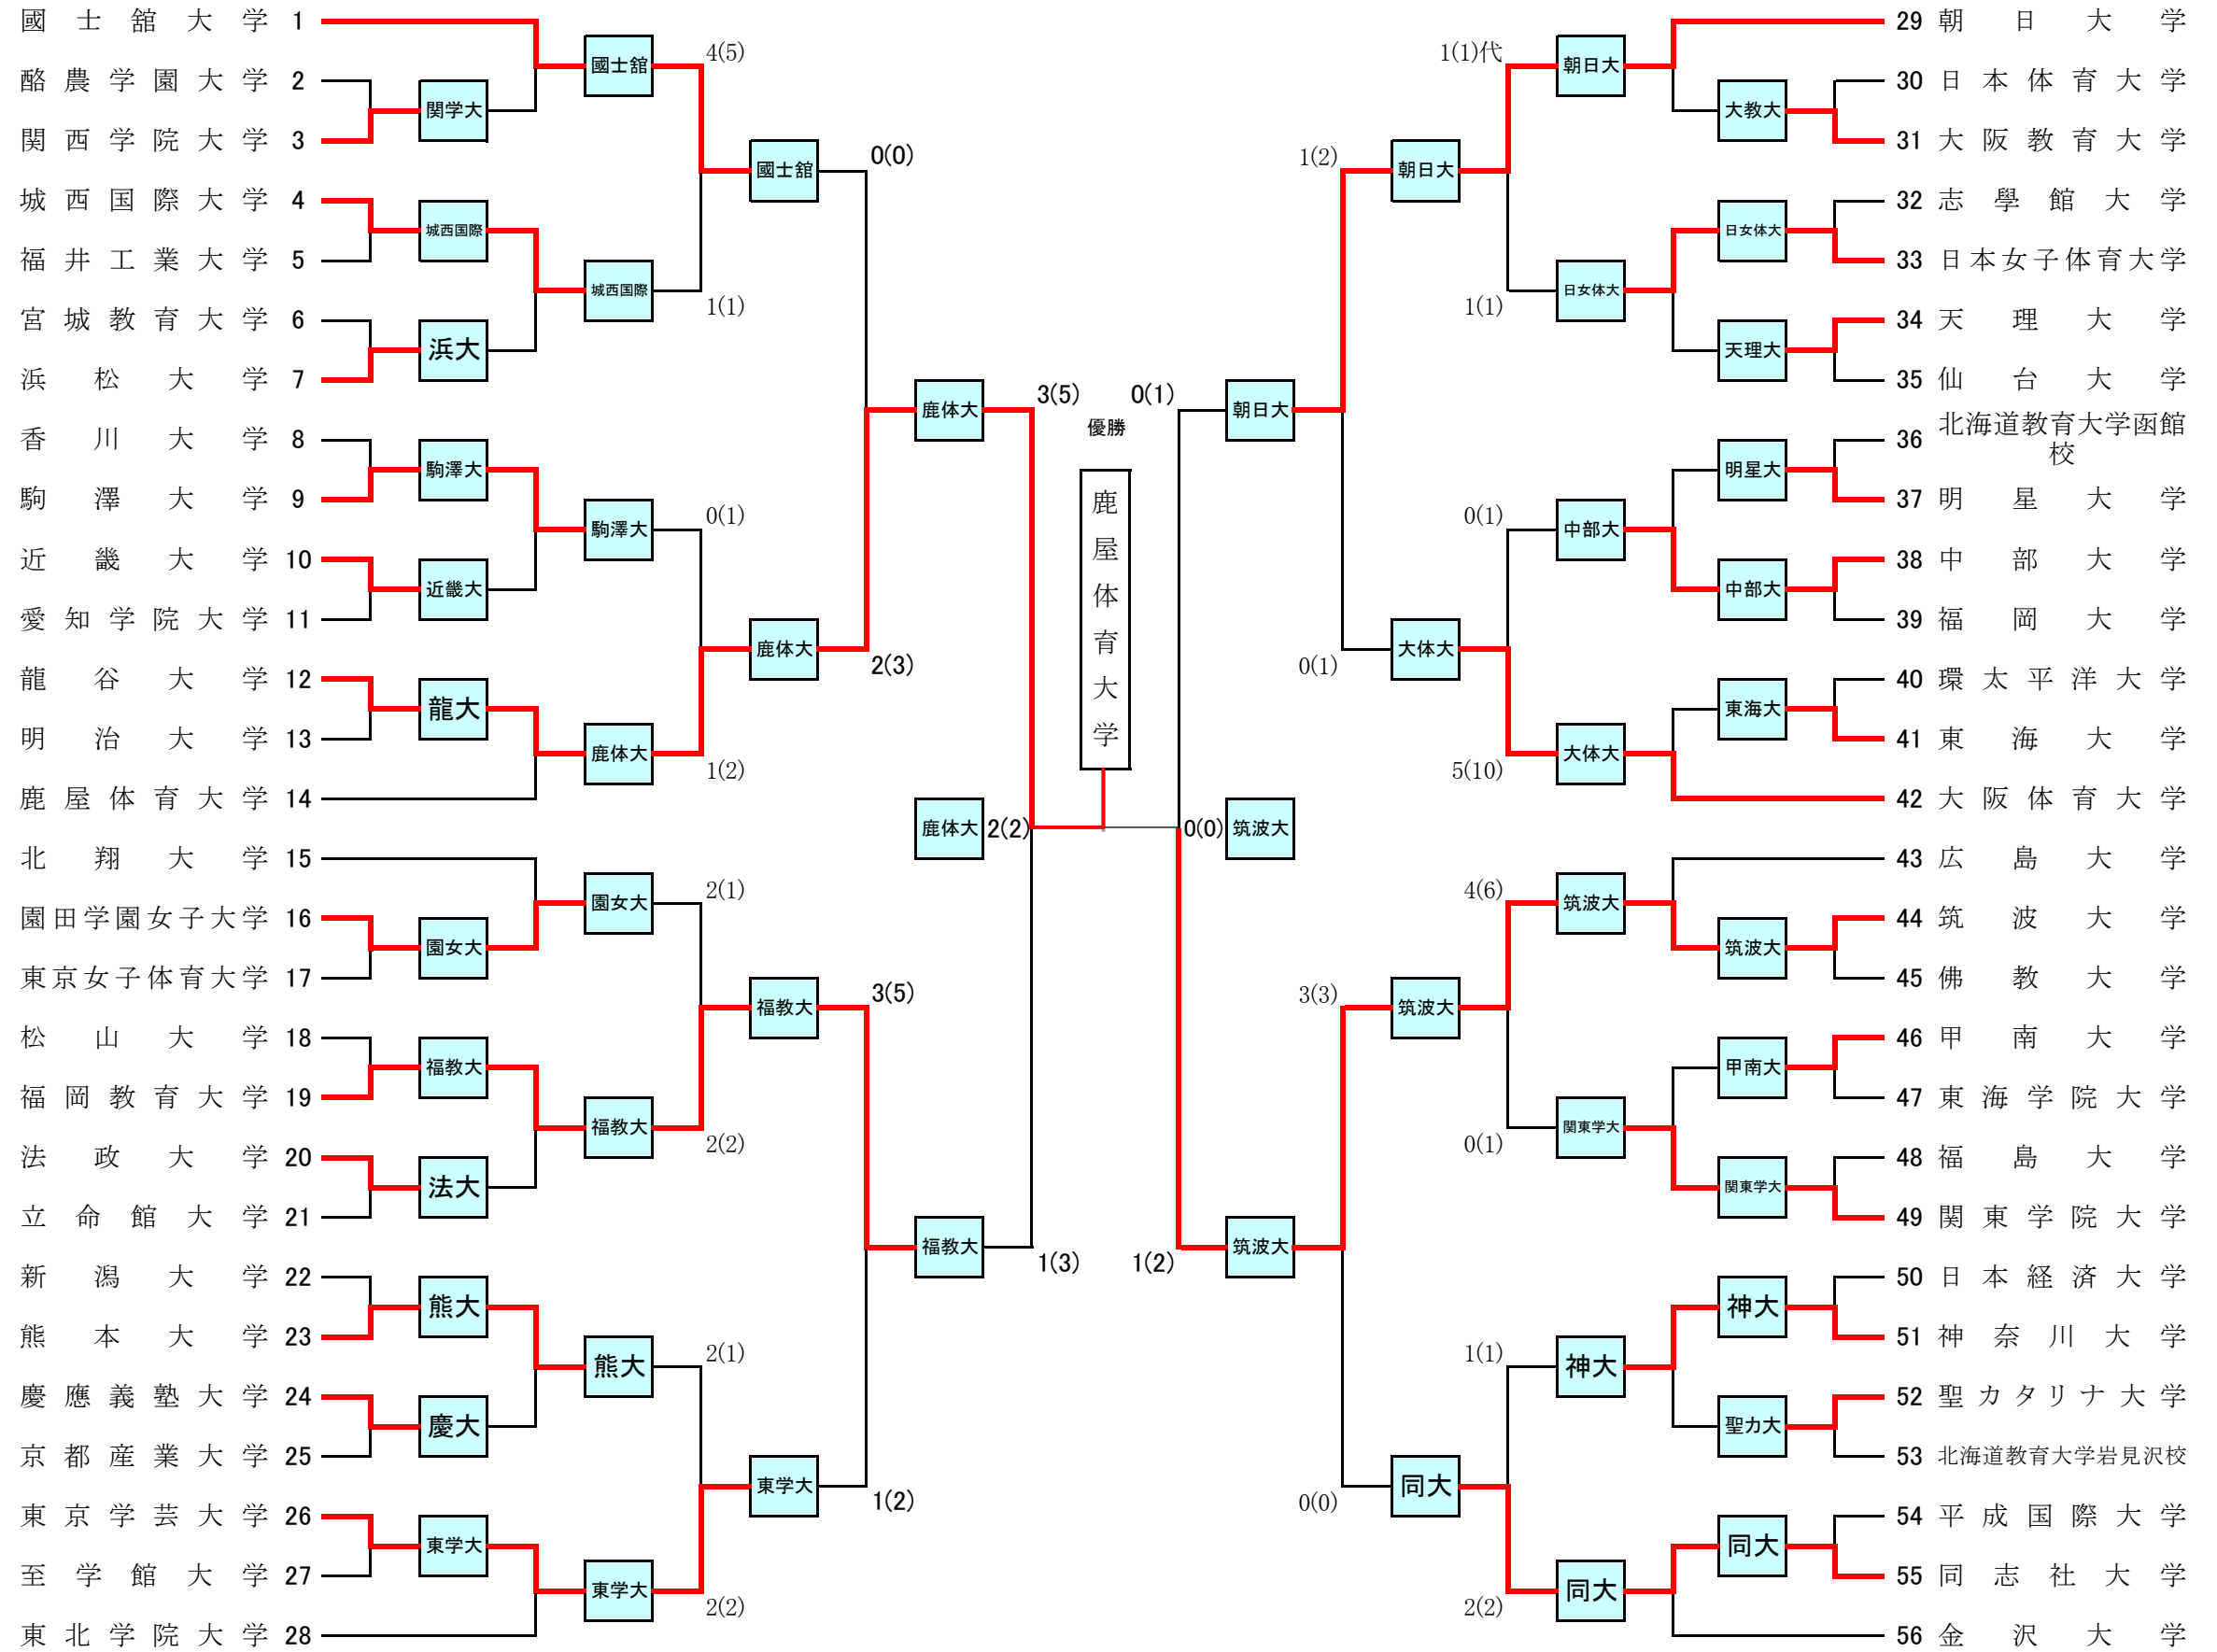 國士舘大学 1
酪農学園大学 2
関西学院大学 3
城西国際大学 4
福井工業大学 5
宮城教育大学 6
浜松大学 7
香川大学 8
駒澤大学 9
近畿大学 10
愛知学院大学 11
龍谷大学 12
明治大学 13
鹿屋体育大学 14
北翔大学 15
園田学園女子大学 16
東京女子体育大学 17
松山大学 18
福岡教育大学 19
法政大学 20
立命館大学 21
新潟大学 22
熊本大学 23
慶應義塾大学 24
京都産業大学 25
東京学芸大学 26
至学館大学 27
東北学院大学 28
関学大
城西国際
浜大
駒澤大
近畿大
龍大
園女大
福教大
法大
熊大
慶大
東学大
國士舘
城西国際
駒澤大
鹿体大
園女大
福教大
熊大
東学大
4(5)
1(1)
0(1)
1(2)
2(1)
2(2)
2(1)
2(2)
國士舘
鹿体大
福教大
東学大
0(0)
2(3)
3(5)
1(2)
鹿体大
鹿体大
福教大
3(5)
2(2)
1(3)
優勝
鹿屋体育大学
0(1)
0(0)
1(2)
朝日大
筑波大
筑波大
1(2)
0(1)
3(3)
0(0)
朝日大
大体大
筑波大
同大
1(1)代
1(1)
0(1)
5(10)
4(6)
0(1)
1(1)
2(2)
朝日大
日女体大
中部大
大体大
筑波大
関東学大
神大
同大
大教大
日女体大
天理大
明星大
中部大
東海大
筑波大
甲南大
関東学大
神大
聖カ大
同大
29 朝日大学
30 日本体育大学
31 大阪教育大学
32 志學館大学
33 日本女子体育大学
34 天理大学
35 仙台大学
36 北海道教育大学函館
校
37 明星大学
38 中部大学
39 福岡大学
40 環太平洋大学
41 東海大学
42 大阪体育大学
43 広島大学
44 筑波大学
45 佛教大学
46 甲南大学
47 東海学院大学
48 福島大学
49 関東学院大学
50 日本経済大学
51 神奈川大学
52 聖カタリナ大学
53 北海道教育大学岩見沢校
54 平成国際大学
55 同志社大学
56 金沢大学